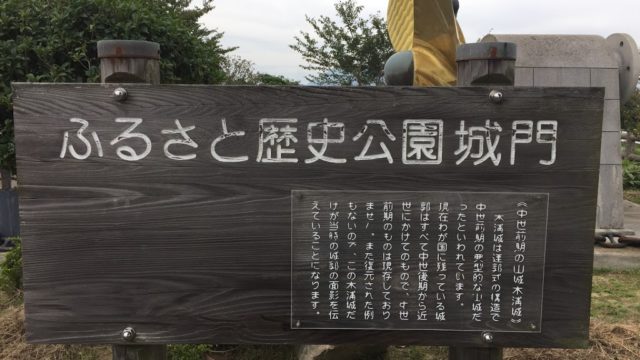 ふるさと歴史公園城門
《中世前期の山城木浦城》
木浦城は連郭式の構造で
中世前期の典型的な山城だ
ったといわれています。
現在わが国に残っている城
郭はすべて中世後期から近
世にかけてのもので、中世
前期のものは現存しており
ません。また復元された例
もないので、この木浦城だ
けが当時の城郭の面影を伝
えていることになります。